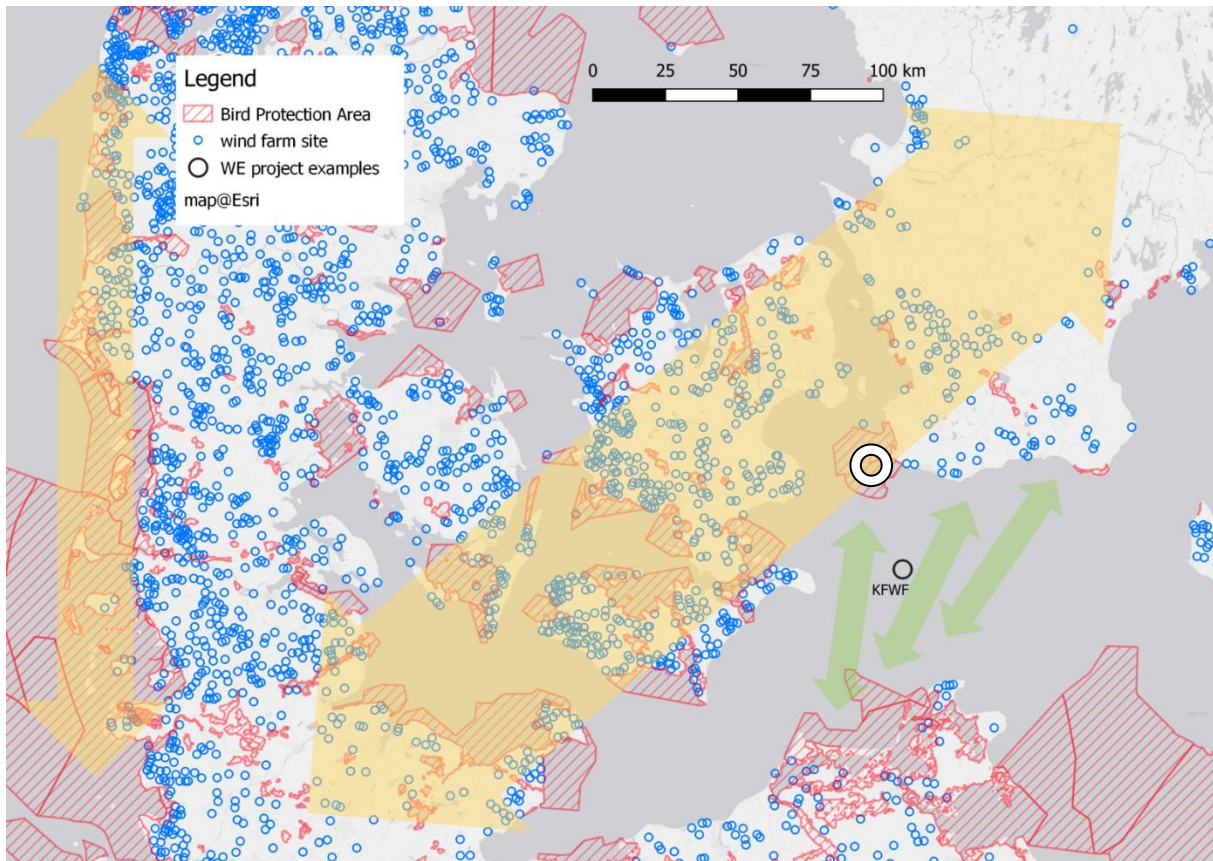 Legend
Bird Protection Area
wind farm site
WE project examples
map@Esri
0 25 50 75 100 km
KFWF